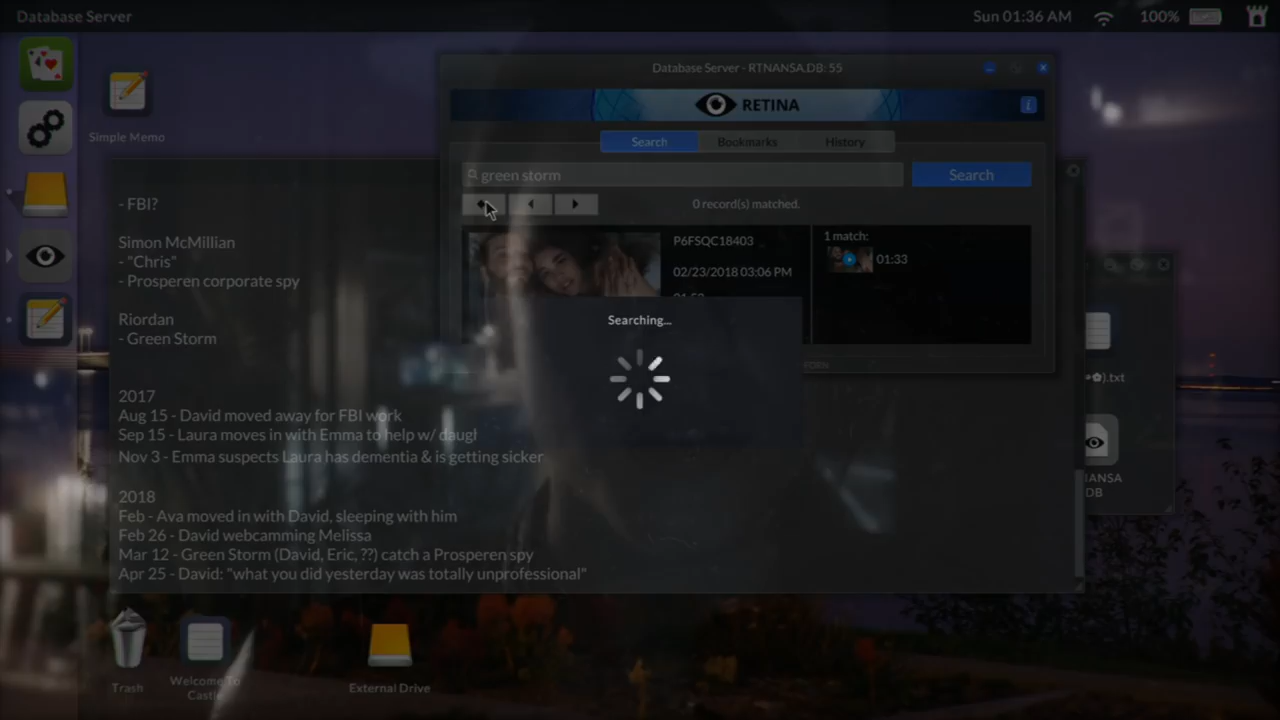 Database Server
Sun 01:36 AM
100%
Simple Memo
Database Server - RTNANSA.DB: 55
RETINA
Search
Bookmarks
History
green storm
Search
0 record(s) matched.
P6FSQC18403
02/23/2018 03:06 PM
1 match:
01:33
Searching...
- FBI?
Simon McMillian
- "Chris"
- Prosperen corporate spy
Riordan
- Green Storm
2017
Aug 15 - David moved away for FBI work
Sep 15 - Laura moves in with Emma to help w/ daugl
Nov 3 - Emma suspects Laura has dementia & is getting sicker
2018
Feb - Ava moved in with David, sleeping with him
Feb 26 - David webcamming Melissa
Mar 12 - Green Storm (David, Eric, ??) catch a Prosperen spy
Apr 25 - David: "what you did yesterday was totally unprofessional"
).txt
IANSA
DB
Trash
Welcome To
Castle
External Drive